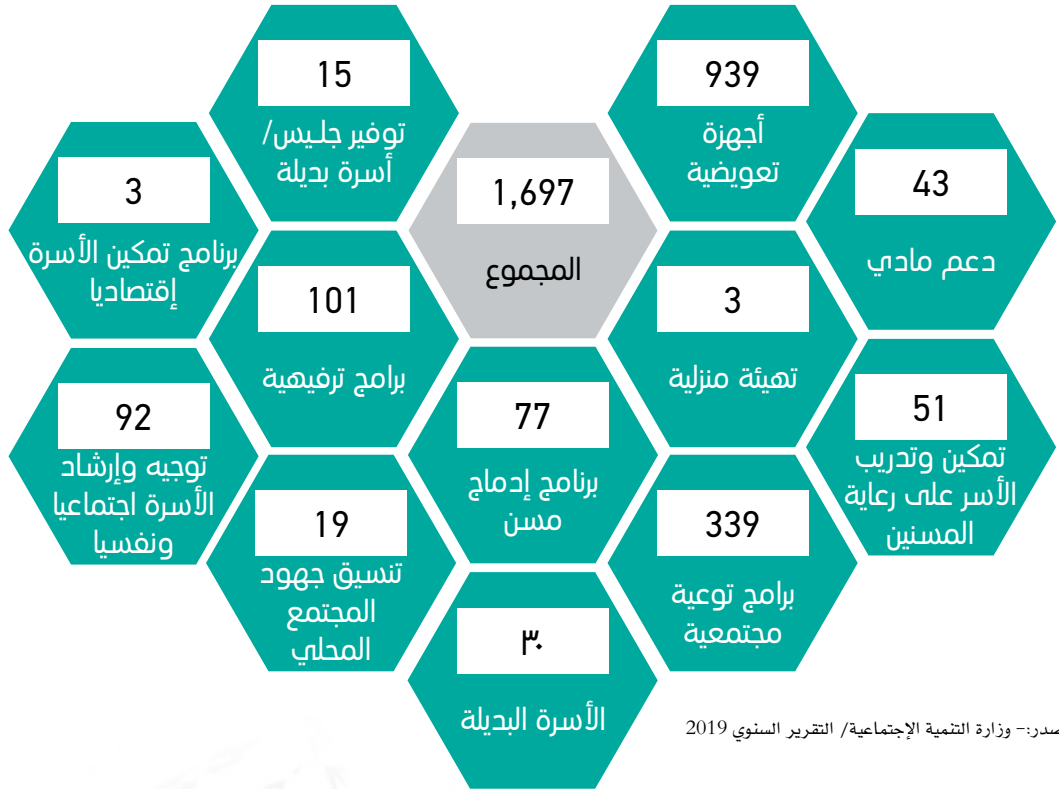 939
أجهزة
تعويضية
43
دعم مادي
15
توفير جليس/
أسرة بديلة
1,697
المجموع
3
برنامج تمكين الأسرة
إقتصاديا
3
تهيئة منزلية
101
برامج ترفيهية
51
تمكين وتدريب
الأسر على رعاية
المسنين
77
برنامج إدماج
مسن
92
توجيه وإرشاد
الأسرة اجتماعيا
ونفسيا
339
برامج توعية
مجتمعية
19
تنسيق جهود
المجتمع
المحلي
٣٠
الأسرة البديلة
صدر:- وزارة التنمية الإجتماعية/ التقرير السنوي 2019